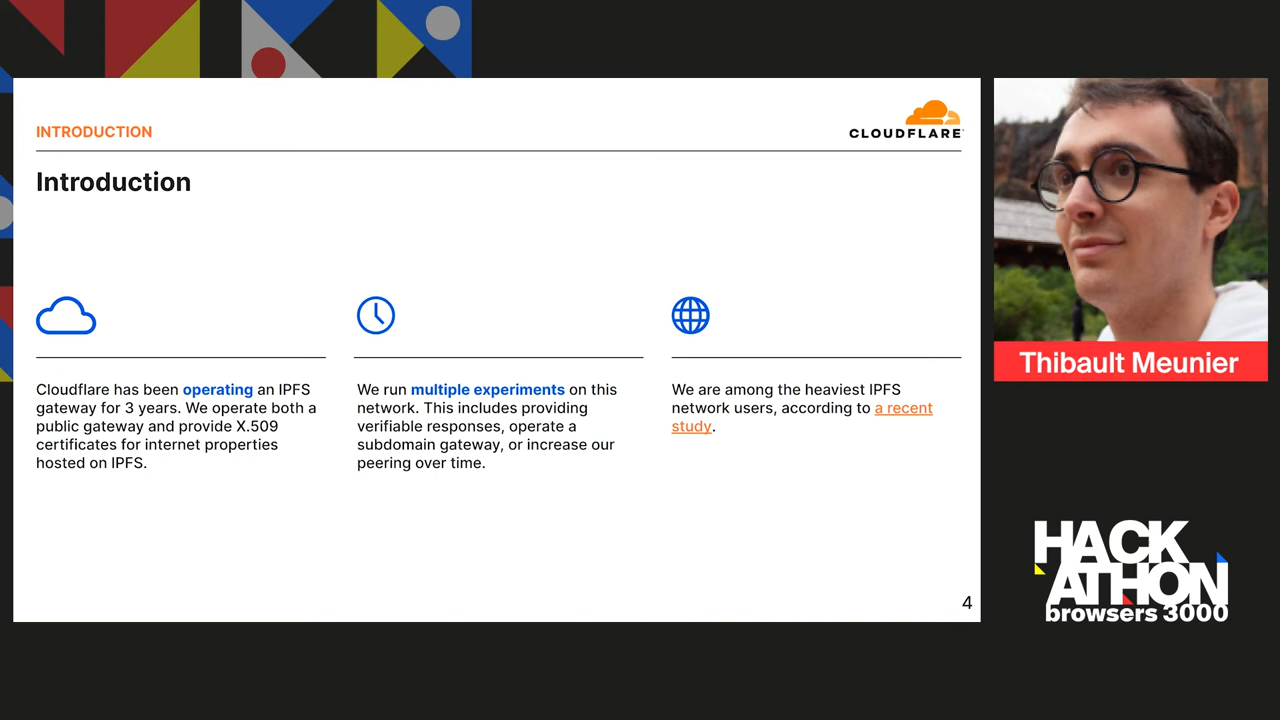 INTRODUCTION
CLOUDFLARE
Introduction
Cloudflare has been operating an IPFS
gateway for 3 years. We operate both a
public gateway and provide X.509
certificates for internet properties
hosted on IPFS.
We run multiple experiments on this
network. This includes providing
verifiable responses, operate a
subdomain gateway, or increase our
peering over time.
We are among the heaviest IPFS
network users, according to a recent
study.
4
Thibault Meunier
HACK
ATHON
browsers 3000